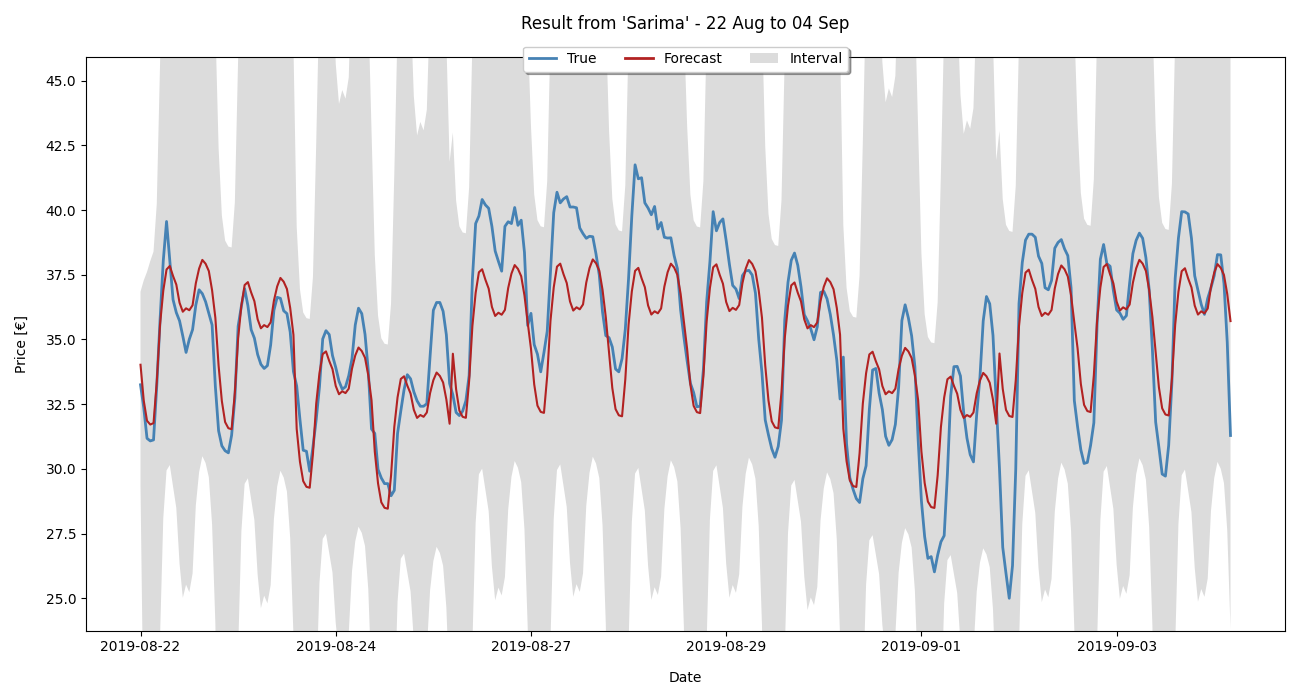 Result from 'Sarima' - 22 Aug to 04 Sep
True Forecast Interval
45.0
42.5
40.0
37.5
35.0
32.5
30.0
27.5
25.0
Price [€]
2019-08-22 2019-08-24 2019-08-27 2019-08-29 2019-09-01 2019-09-03
Date